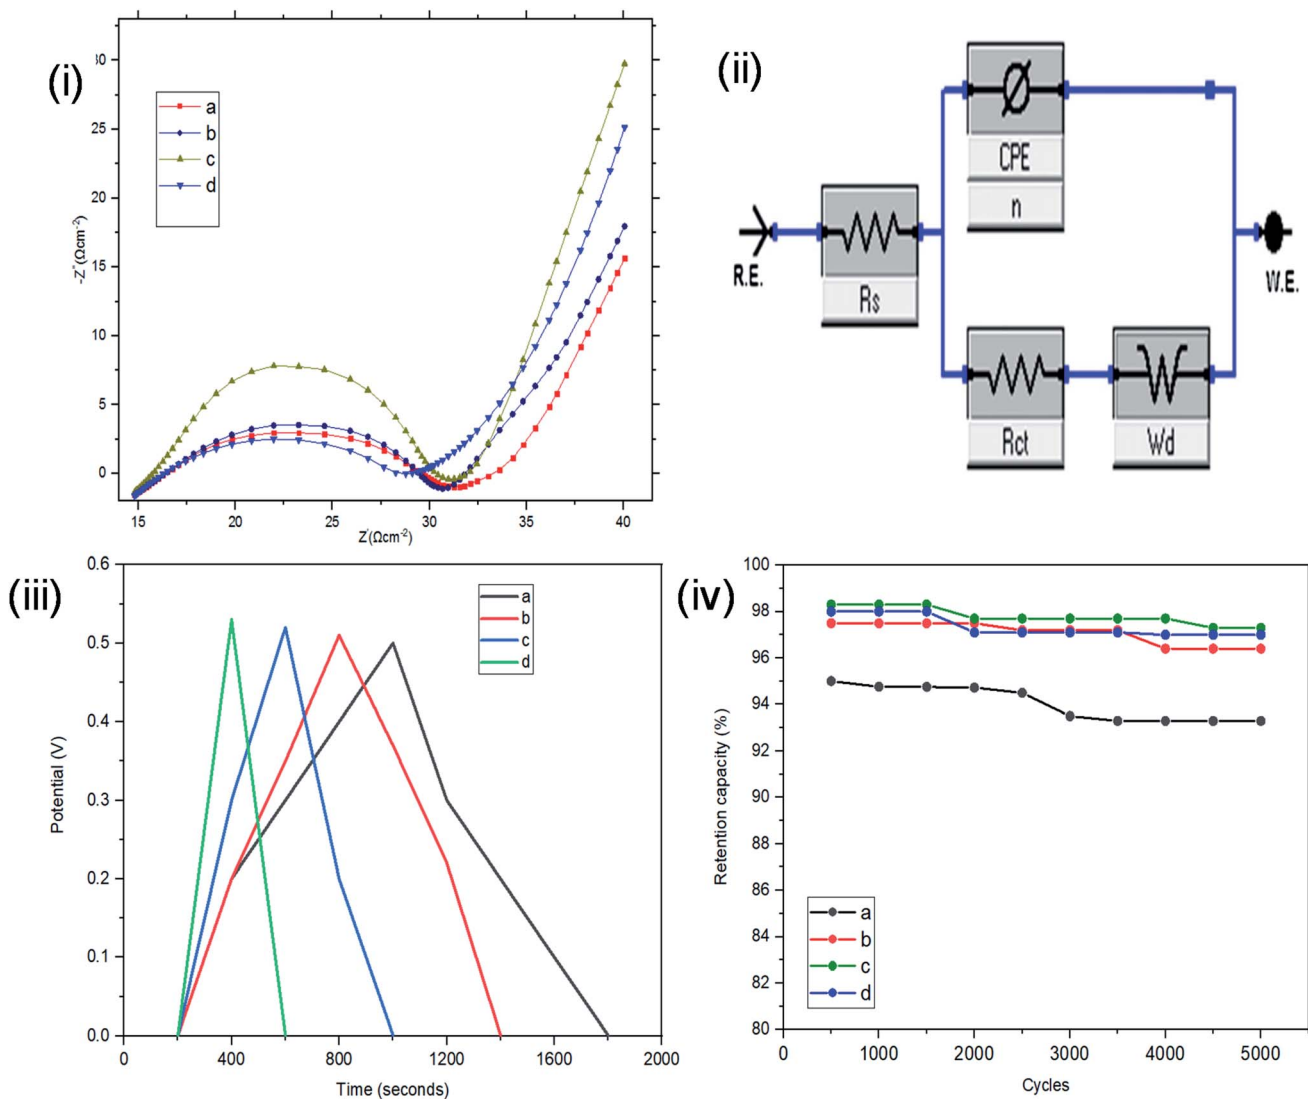 (i)
a
b
c
d
-Z"(Ωcm-2)
30
25
20
15
10
5
0
15 20 25 30 35 40
Z'(Ωcm-2)
(ii)
CPE
n
R.E.
Rs
W.E.
Rct
Wd
(iii)
a
b
c
d
Potential (V)
0.6
0.5
0.4
0.3
0.2
0.1
0.0
0 400 800 1200 1600 2000
Time (seconds)
(iv)
Retention capacity (%)
100
98
96
94
92
90
88
86
84
82
80
a
b
c
d
0 1000 2000 3000 4000 5000
Cycles